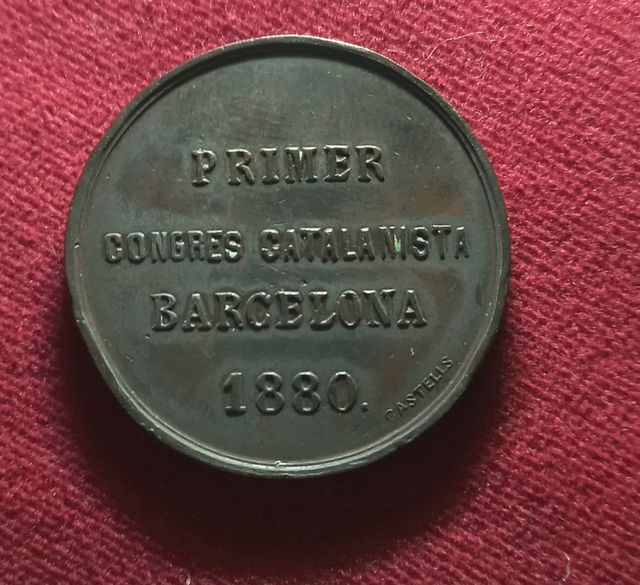 PRIMER
CONGRES CATALANISTA
BARCELONA
1880.
CASTELLS